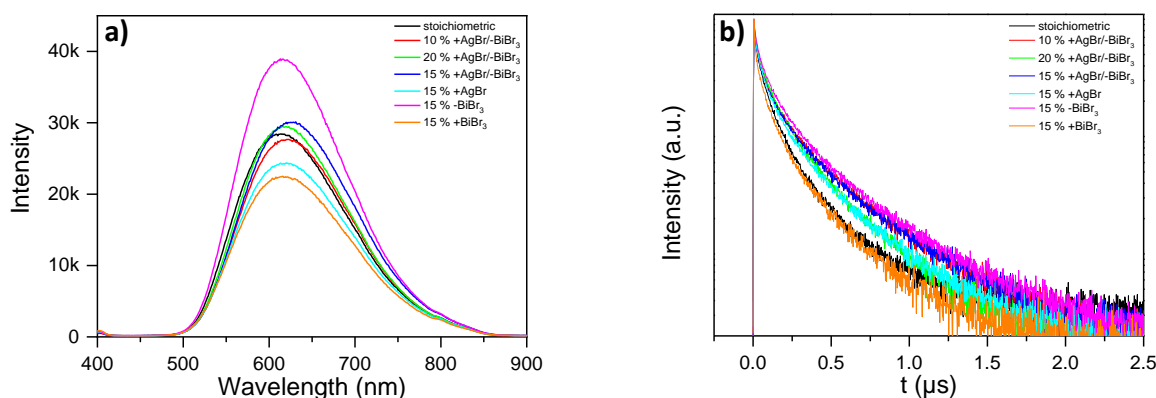 a)
stoichiometric
10 % +AgBr/-BiBr₃
20 % +AgBr/-BiBr₃
15 % +AgBr/-BiBr₃
15 % +AgBr
15 % -BiBr₃
15 % +BiBr₃
40k
30k
20k
10k
0
Intensity
400 500 600 700 800 900
Wavelength (nm)
b)
stoichiometric
10 % +AgBr/-BiBr₃
20 % +AgBr/-BiBr₃
15 % +AgBr/-BiBr₃
15 % +AgBr
15 % -BiBr₃
15 % +BiBr₃
Intensity (a.u.)
0.0 0.5 1.0 1.5 2.0 2.5
t (µs)